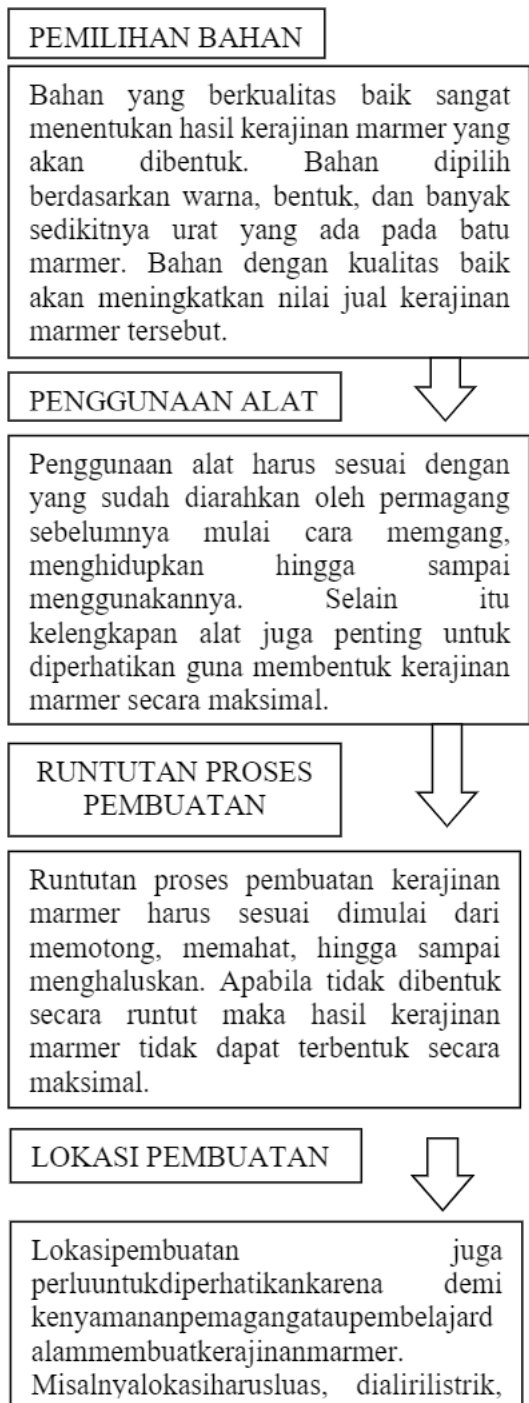 PEMILIHAN BAHAN
Bahan yang berkualitas baik sangat
menentukan hasil kerajinan marmer yang
akan dibentuk. Bahan dipilih
berdasarkan warna, bentuk, dan banyak
sedikitnya urat yang ada pada batu
marmer. Bahan dengan kualitas baik
akan meningkatkan nilai jual kerajinan
marmer tersebut.
PENGGUNAAN ALAT
Penggunaan alat harus sesuai dengan
yang sudah diarahkan oleh permagang
sebelumnya mulai cara memgang,
menghidupkan hingga sampai
menggunakannya. Selain itu
kelengkapan alat juga penting untuk
diperhatikan guna membentuk kerajinan
marmer secara maksimal.
RUNTUTAN PROSES
PEMBUATAN
Runtutan proses pembuatan kerajinan
marmer harus sesuai dimulai dari
memotong, memahat, hingga sampai
menghaluskan. Apabila tidak dibentuk
secara runtut maka hasil kerajinan
marmer tidak dapat terbentuk secara
maksimal.
LOKASI PEMBUATAN
Lokasipembuatan juga
perluuntukdiperhatikankarena demi
kenyamananpemagangataupembelajard
alammembuatkerajinanmarmer.
Misalnyalokasiharusluas, dialirilistrik,